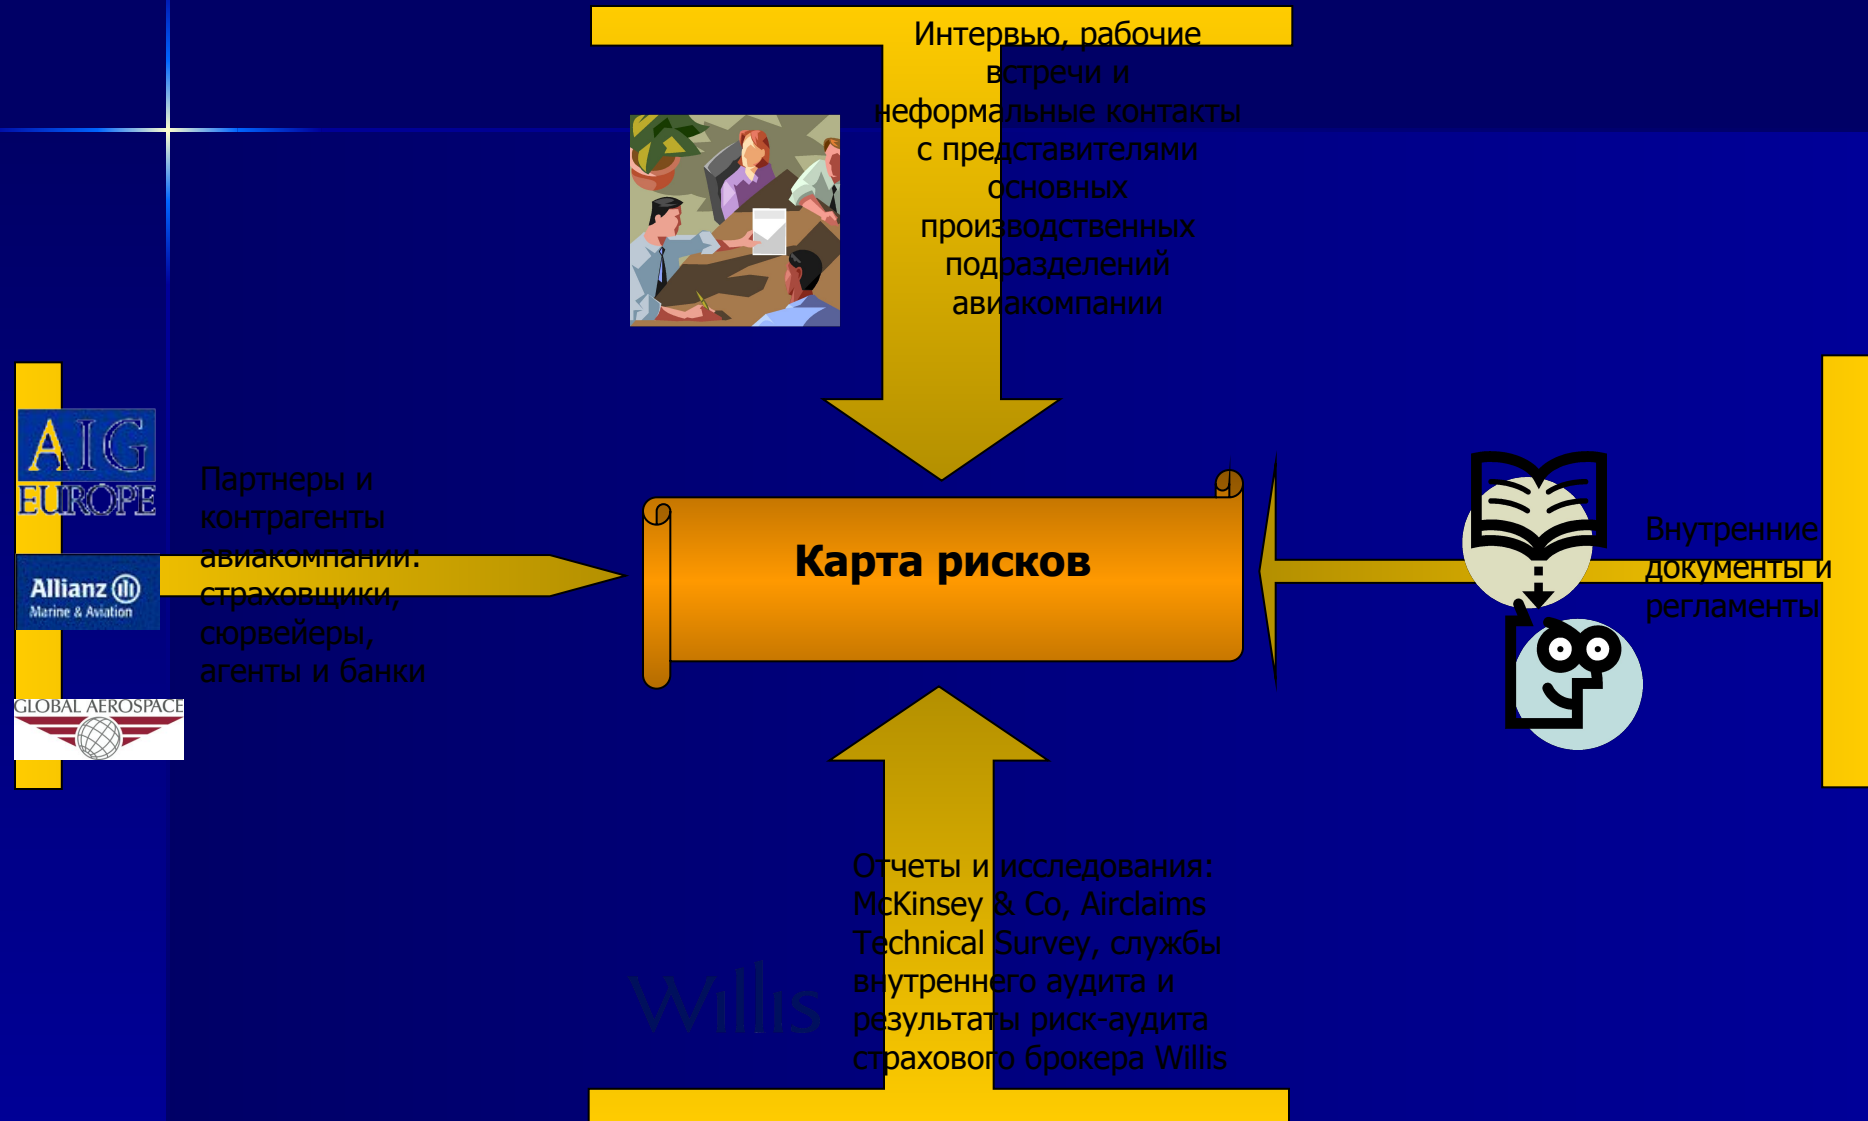 Интервью, рабочие
встречи и
неформальные контакты
с представителями
основных
производственных
подразделений
авиакомпании
AIG
EUROPE
Allianz
Marine & Aviation
GLOBAL AEROSPACE
Партнеры и
контрагенты
авиакомпании:
страховщики,
сюрвейеры,
агенты и банки
Карта рисков
Внутренние
документы и
регламенты
Willis
Отчеты и исследования:
McKinsey & Co, Airclaims
Technical Survey, службы
внутреннего аудита и
результаты риск-аудита
страхового брокера Willis